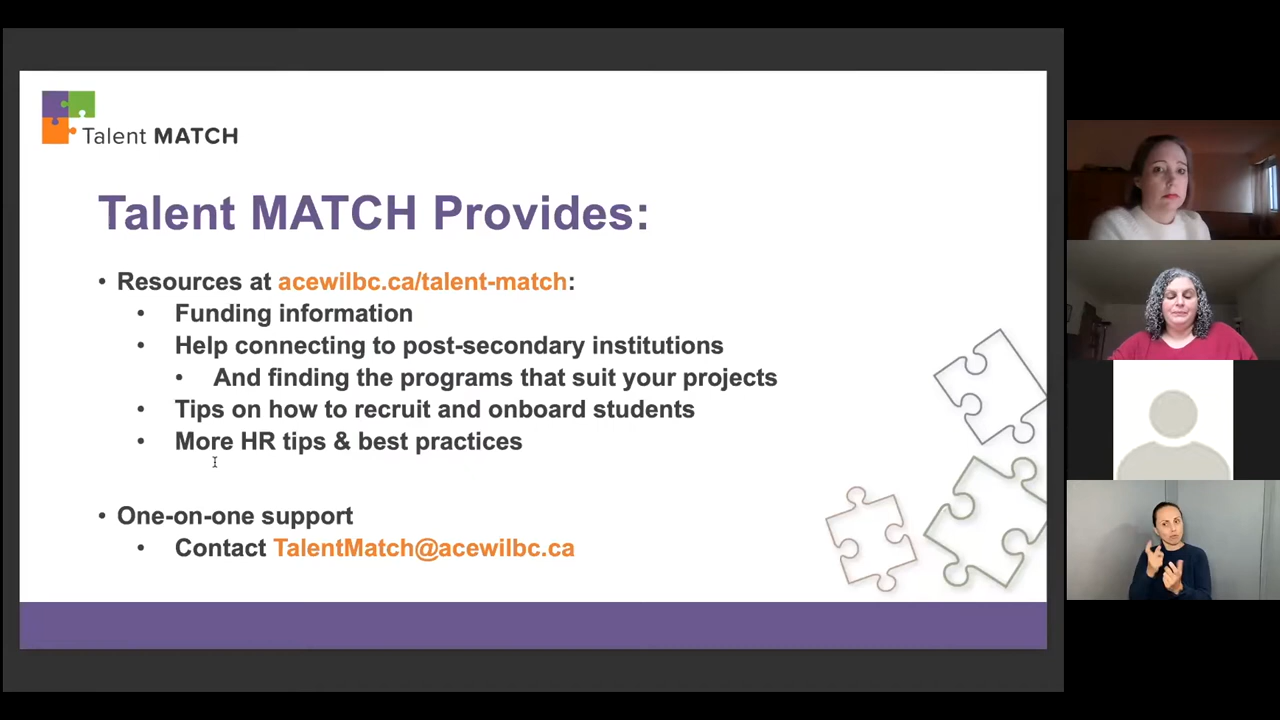 Talent MATCH
Talent MATCH Provides:
• Resources at acewilbc.ca/talent-match:
• Funding information
• Help connecting to post-secondary institutions
• And finding the programs that suit your projects
• Tips on how to recruit and onboard students
• More HR tips & best practices
• One-on-one support
• Contact TalentMatch@acewilbc.ca